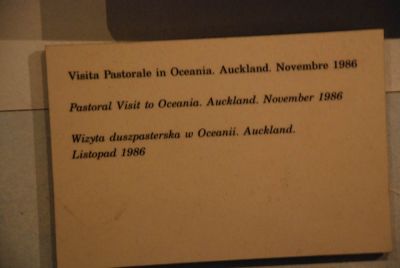 Visita Pastorale in Oceania. Auckland. Novembre 1986
Pastoral Visit to Oceania. Auckland. November 1986
Wizyta duszpasterska w Oceanii. Auckland.
Listopad 1986